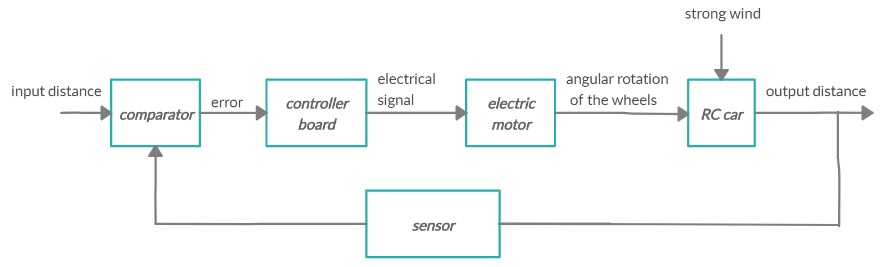 strong wind
input distance
comparator
error
controller
board
electrical
signal
electric
motor
angular rotation
of the wheels
RC car
output distance
sensor